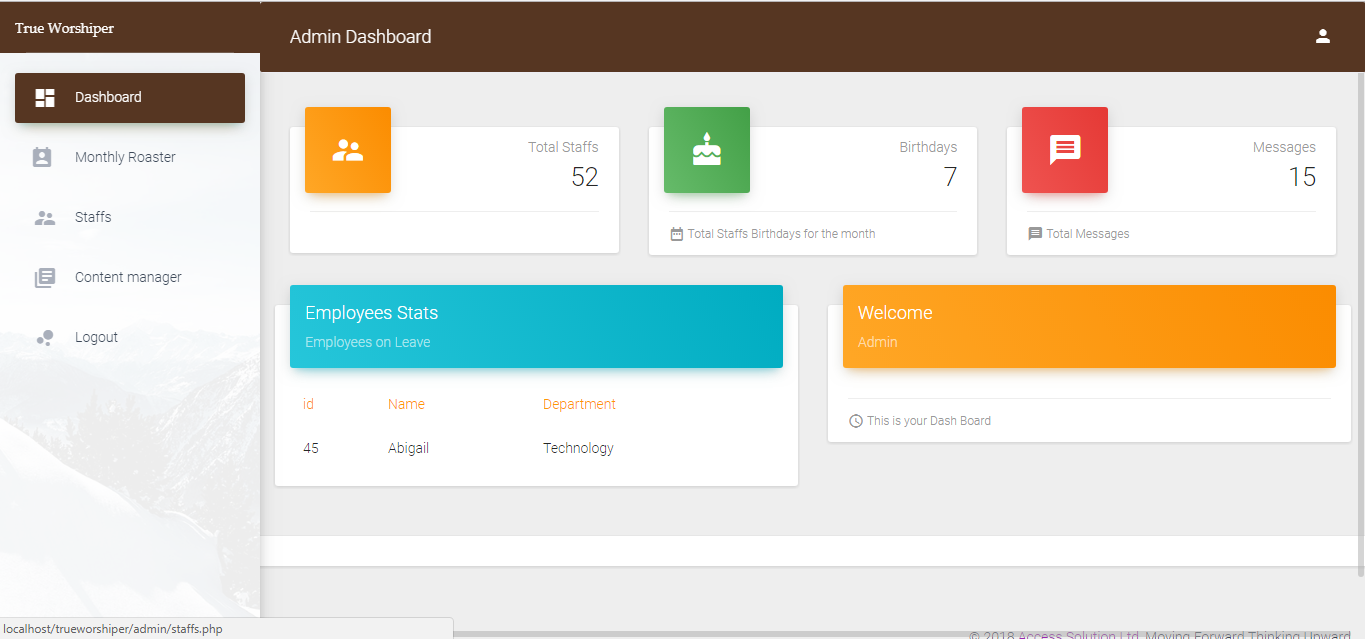 True Worshiper
Admin Dashboard
Dashboard
Monthly Roaster
Staffs
Content manager
Logout
Total Staffs
52
Birthdays
7
Total Staffs Birthdays for the month
Messages
15
Total Messages
Employees Stats
Employees on Leave
id Name Department
45 Abigail Technology
Welcome
Admin
This is your Dash Board
localhost/trueworshiper/admin/staffs.php
© 2018 Access Solution Ltd, Moving Forward Thinking Upward